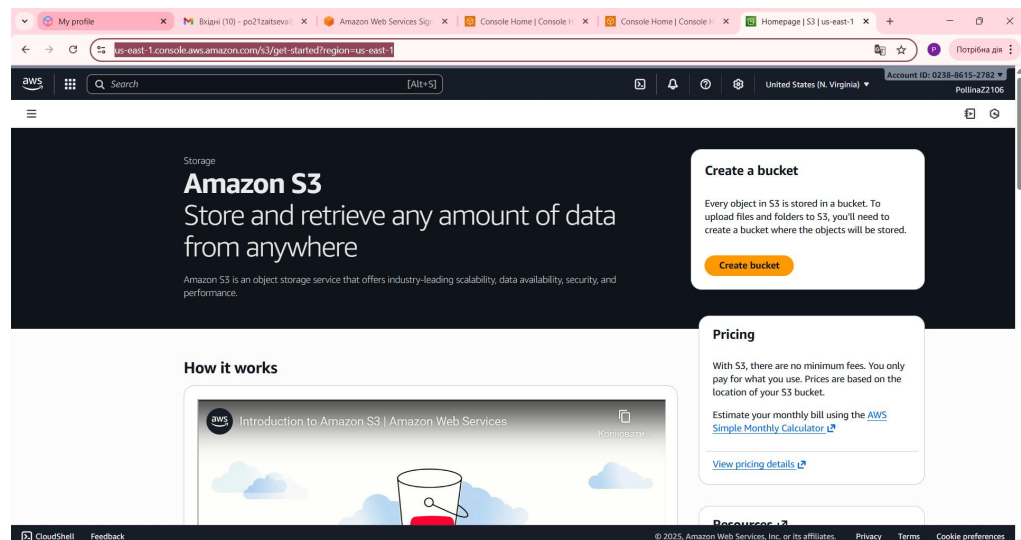 My profile
Вхідні (10) - po21zaitseva
Amazon Web Services Sign
Console Home | Console H
Console Home | Console H
Homepage | S3 | us-east-1
us-east-1.console.aws.amazon.com/s3/get-started?region=us-east-1
P
Потрібна дія
aws
Search
[Alt+S]
United States (N. Virginia)
Account ID: 0238-8615-2782
PollinaZ2106
Storage
Amazon S3
Store and retrieve any amount of data
from anywhere
Amazon S3 is an object storage service that offers industry-leading scalability, data availability, security, and
performance.
Create a bucket
Every object in S3 is stored in a bucket. To
upload files and folders to S3, you'll need to
create a bucket where the objects will be stored.
Create bucket
Pricing
With S3, there are no minimum fees. You only
pay for what you use. Prices are based on the
location of your S3 bucket.
Estimate your monthly bill using the AWS
Simple Monthly Calculator
View pricing details
Resources
How it works
aws
Introduction to Amazon S3 | Amazon Web Services
Копіювати...
CloudShell
Feedback
© 2025, Amazon Web Services, Inc. or its affiliates.
Privacy
Terms
Cookie preferences